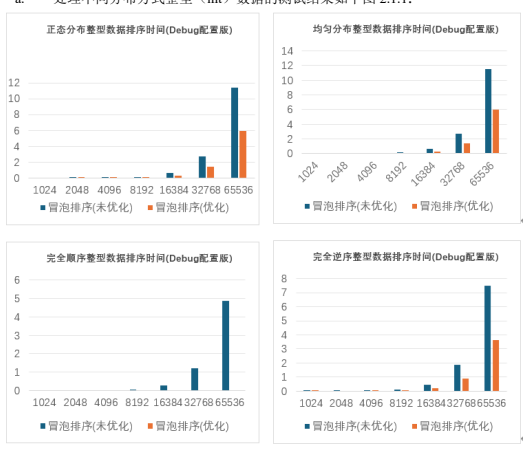 正态分布整型数据排序时间(Debug配置版)
12
10
8
6
4
2
0
1024 2048 4096 8192 16384 32768 65536
冒泡排序(未优化) 冒泡排序(优化)
均匀分布整型数据排序时间(Debug配置版)
14
12
10
8
6
4
2
0
1024 2048 4096 8192 16384 32768 65536
冒泡排序(未优化) 冒泡排序(优化)
完全顺序整型数据排序时间(Debug配置版)
6
5
4
3
2
1
0
1024 2048 4096 8192 16384 32768 65536
冒泡排序(未优化) 冒泡排序(优化)
完全逆序整型数据排序时间(Debug配置版)
8
7
6
5
4
3
2
1
0
1024 2048 4096 8192 16384 32768 65536
冒泡排序(未优化) 冒泡排序(优化)